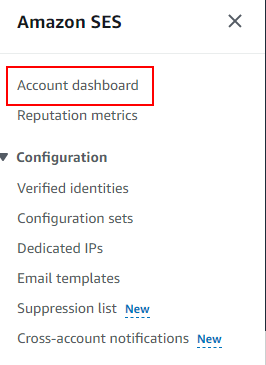 Amazon SES
Account dashboard
Reputation metrics
Configuration
Verified identities
Configuration sets
Dedicated IPs
Email templates
Suppression list New
Cross-account notifications New